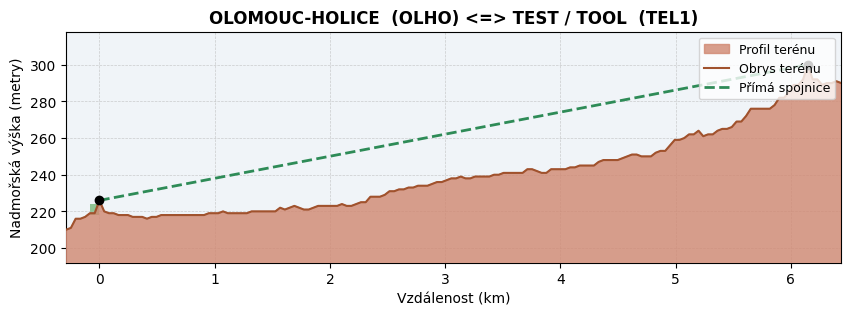 OLOMOUC-HOLICE (OLHO) <=> TEST / TOOL (TEL1)
Nadmořská výška (metry)
300
280
260
240
220
200
Profil terénu
Obrys terénu
Přímá spojnice
0 1 2 3 4 5 6
Vzdálenost (km)